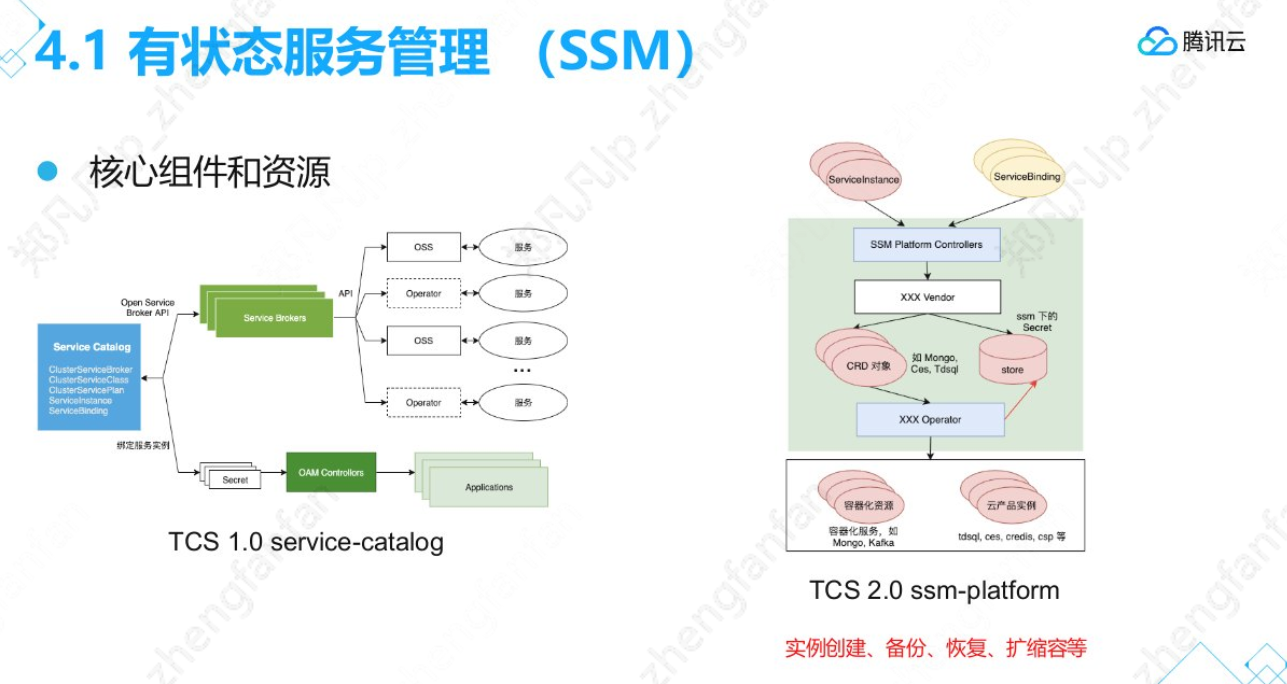 4.1 有状态服务管理 （SSM）
腾讯云
核心组件和资源
Service Catalog
ClusterServiceBroker
ClusterServiceClass
ClusterServicePlan
ServiceInstance
ServiceBinding
Open Service
Broker API
绑定服务实例
Service Brokers
API
OSS
服务
Operator
服务
OSS
服务
...
Operator
服务
Secret
OAM Controllors
Applications
TCS 1.0 service-catalog
ServiceInstance
ServiceBinding
SSM Platform Controllers
XXX Vendor
ssm 下的
Secret
CRD 对象
如 Mongo,
Ces, Tdsql
store
XXX Operator
容器化资源
容器化服务，如
Mongo, Kafka
云产品实例
tdsql, ces, credis, csp 等
TCS 2.0 ssm-platform
实例创建、备份、恢复、扩缩容等